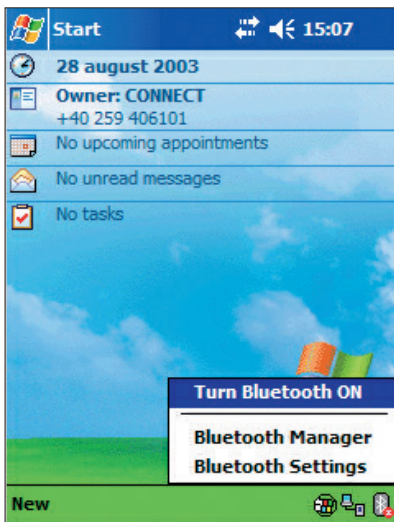 Start 15:07
28 august 2003
Owner: CONNECT
+40 259 406101
No upcoming appointments
No unread messages
No tasks
Turn Bluetooth ON
Bluetooth Manager
Bluetooth Settings
New